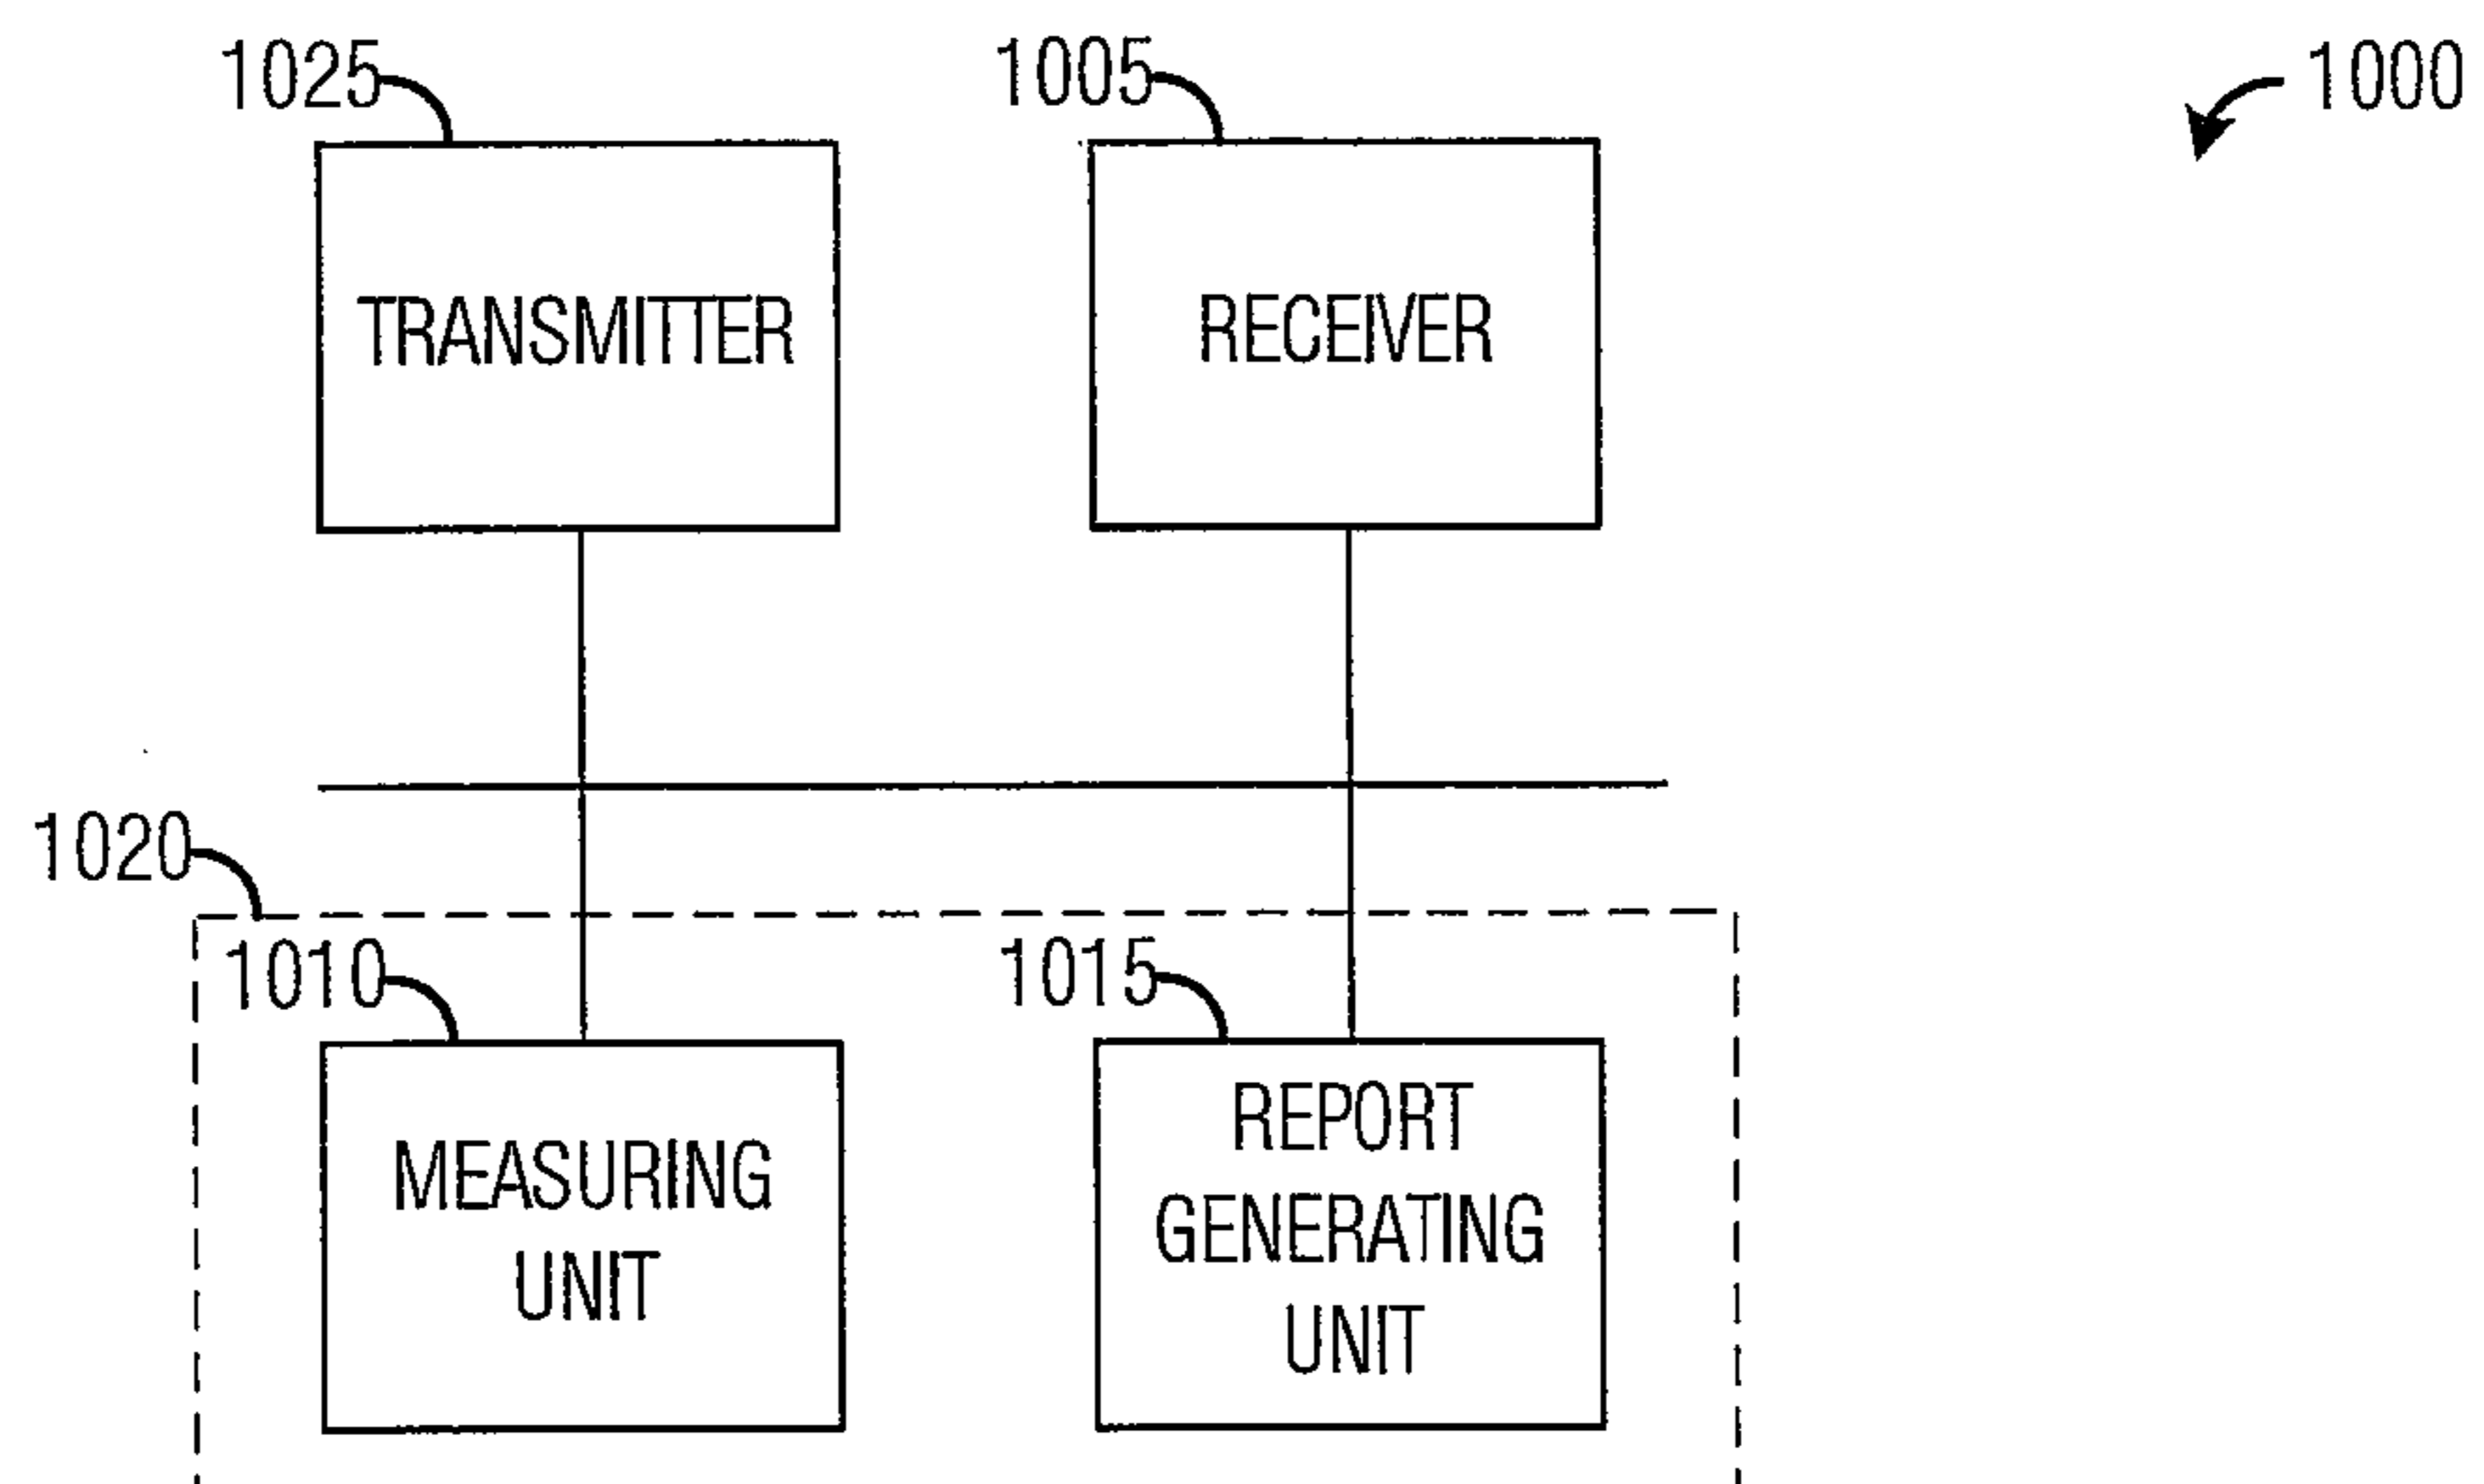 1025
1005
1000
TRANSMITTER
RECEIVER
1020
1010
1015
MEASURING
UNIT
REPORT
GENERATING
UNIT